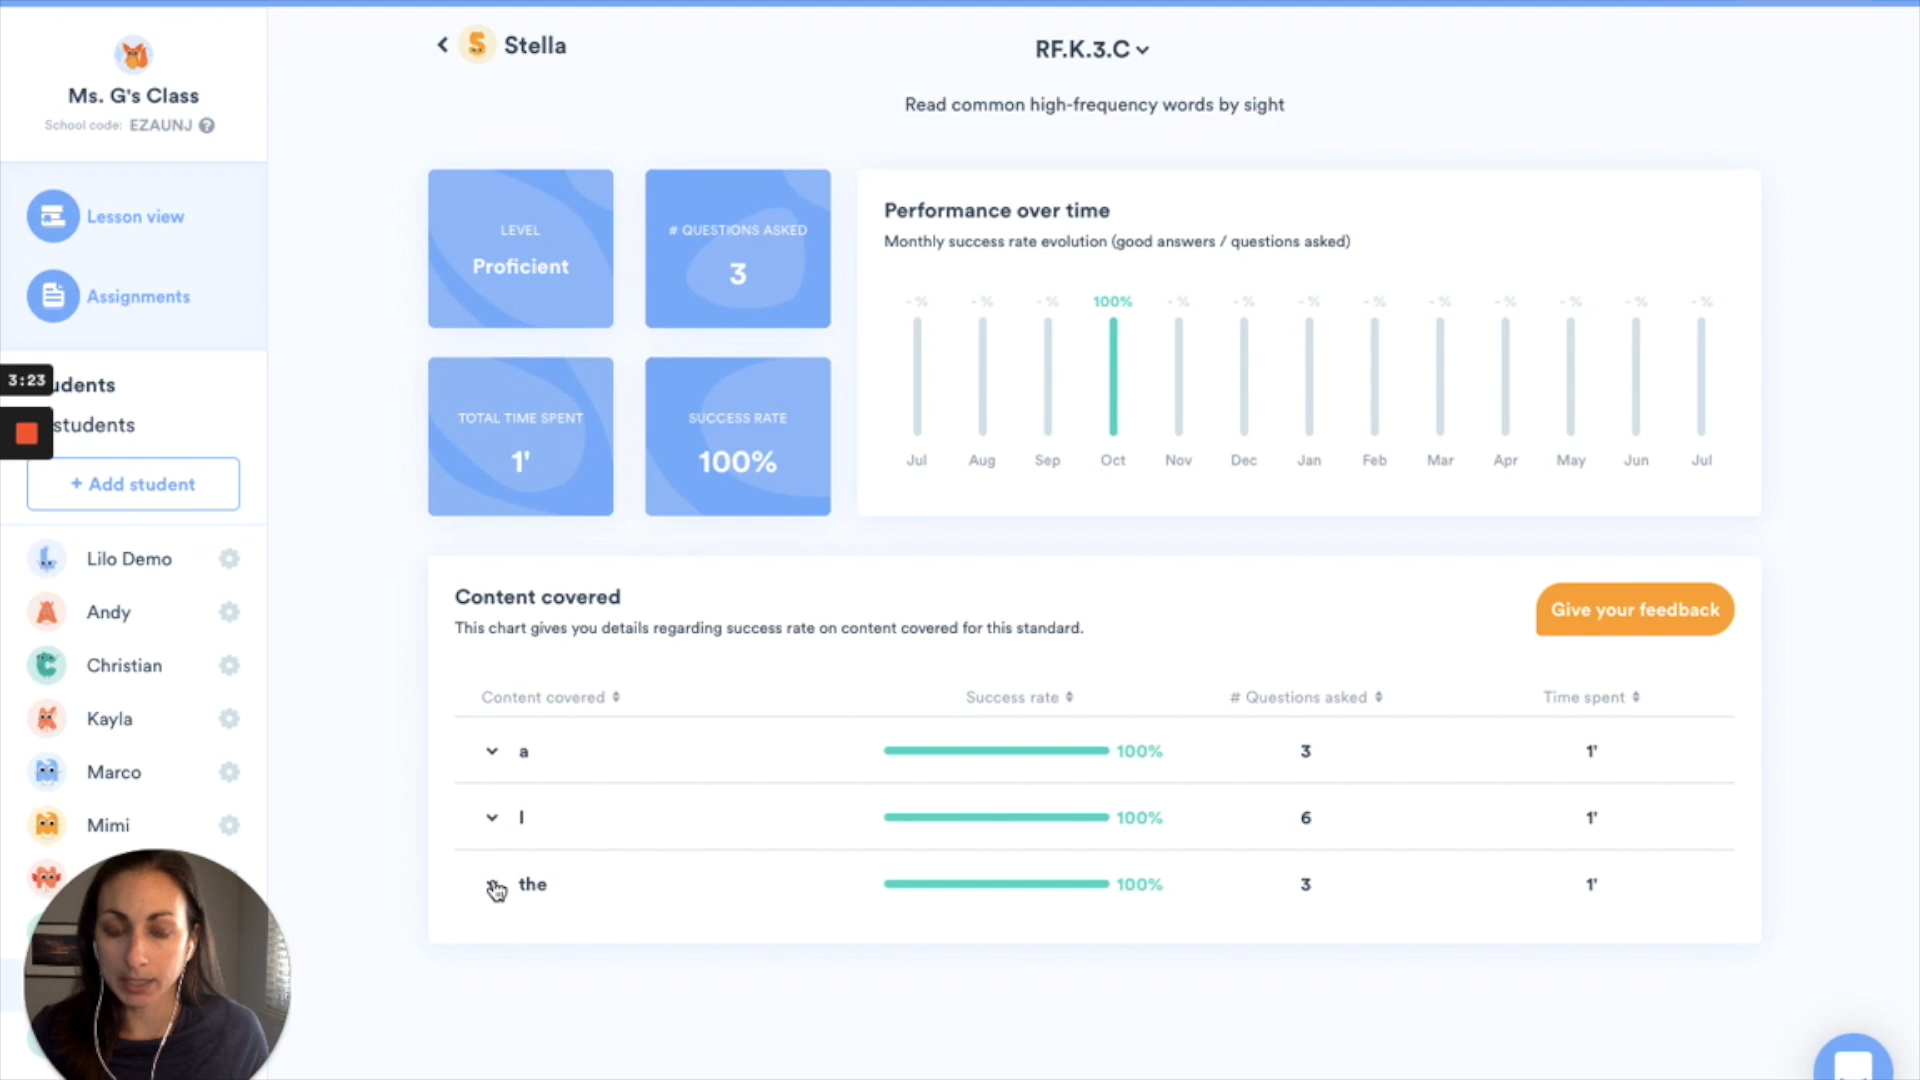 Ms. G's Class
School code: EZAUNJ ?
Lesson view
Assignments
3:23
udents
students
+ Add student
Lilo Demo
Andy
Christian
Kayla
Marco
Mimi
Stella
RF.K.3.C
Read common high-frequency words by sight
LEVEL
Proficient
# QUESTIONS ASKED
3
TOTAL TIME SPENT
1'
SUCCESS RATE
100%
Performance over time
Monthly success rate evolution (good answers / questions asked)
- % - % - % 100% - % - % - % - % - % - % - % - % - %
Jul Aug Sep Oct Nov Dec Jan Feb Mar Apr May Jun Jul
Content covered
This chart gives you details regarding success rate on content covered for this standard.
Give your feedback
Content covered Success rate # Questions asked Time spent
a 100% 3 1'
I 100% 6 1'
the 100% 3 1'